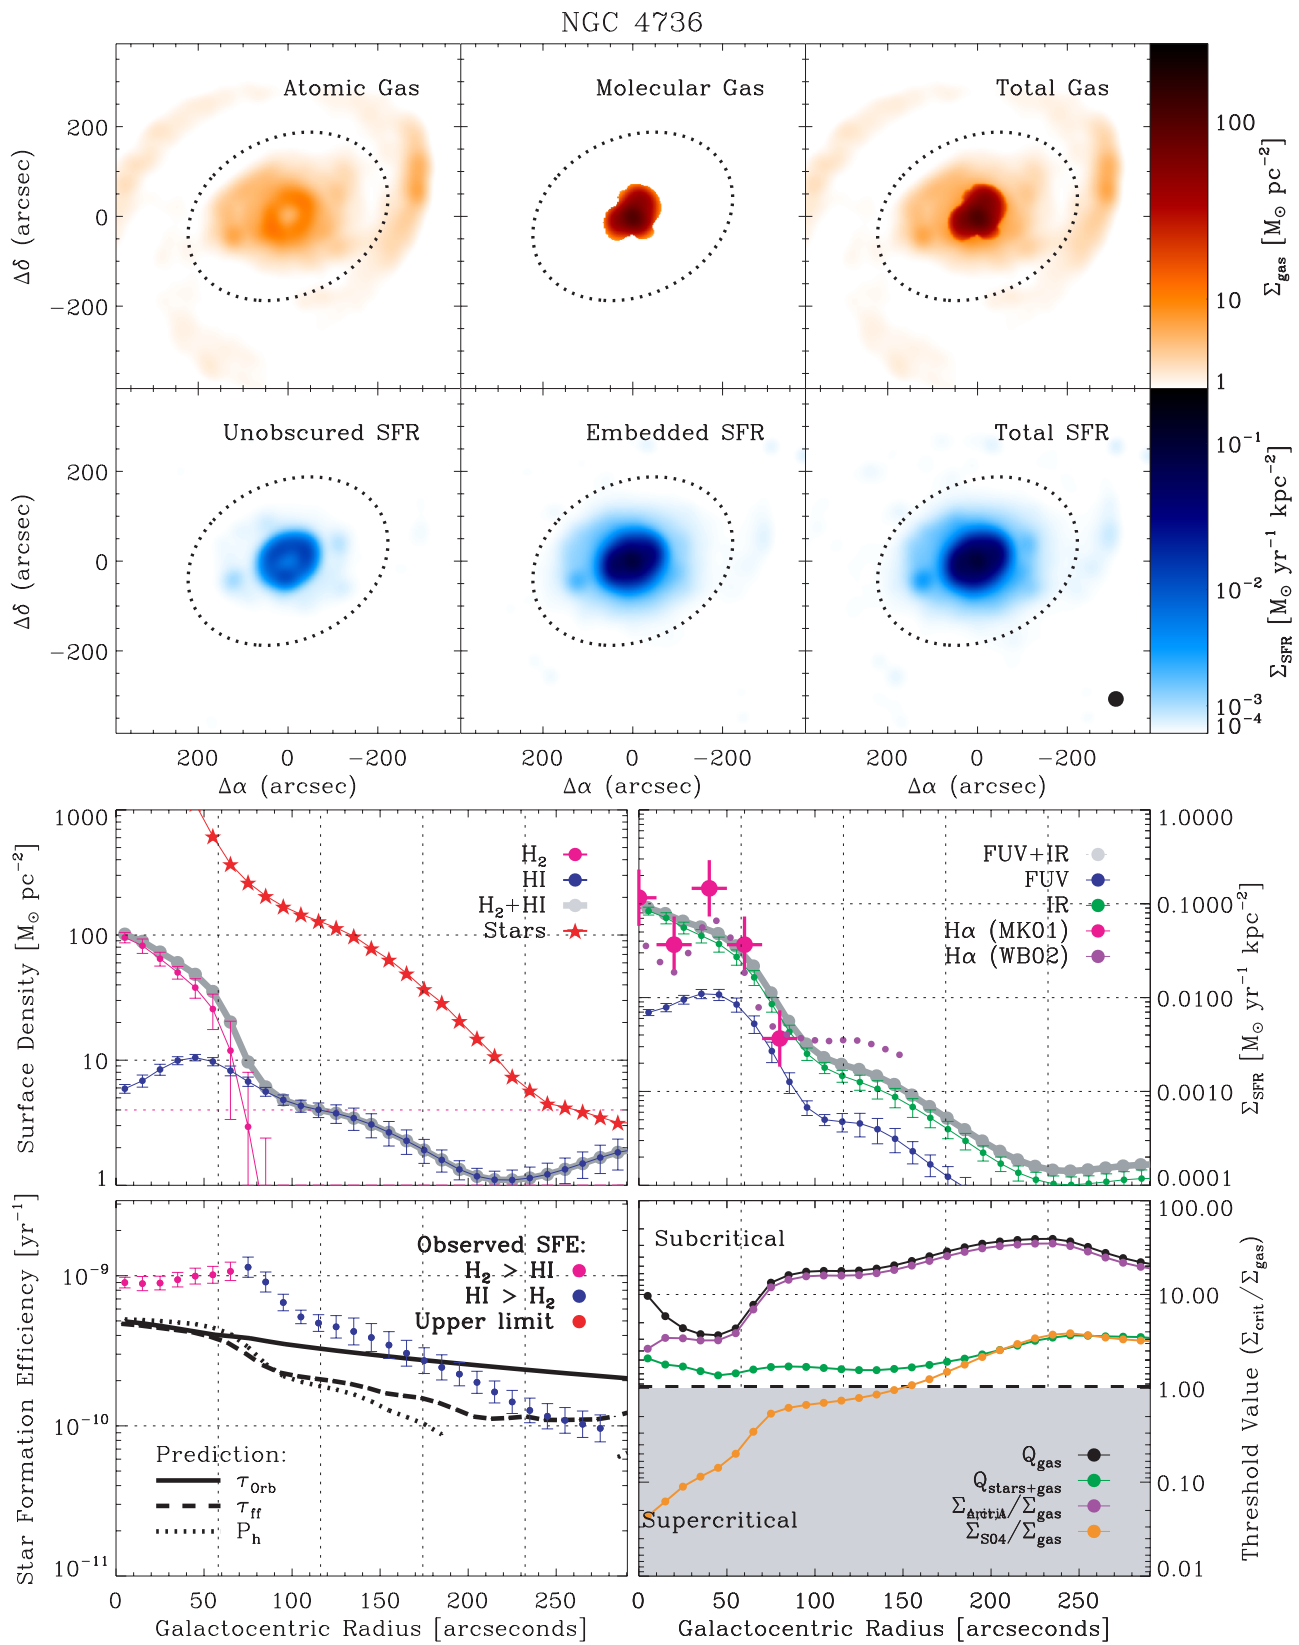 NGC 4736
Atomic Gas
Molecular Gas
Total Gas
200
0
−200
Δδ (arcsec)
100
10
1
Σgas [M⊙ pc⁻²]
Unobscured SFR
Embedded SFR
Total SFR
200
0
−200
Δδ (arcsec)
10⁻¹
10⁻²
10⁻³
10⁻⁴
ΣSFR [M⊙ yr⁻¹ kpc⁻²]
200 0 −200 200 0 −200 200 0 −200
Δα (arcsec) Δα (arcsec) Δα (arcsec)
1000
100
10
1
Surface Density [M⊙ pc⁻²]
H₂
HI
H₂+HI
Stars
FUV+IR
FUV
IR
Hα (MK01)
Hα (WB02)
1.0000
0.1000
0.0100
0.0010
0.0001
ΣSFR [M⊙ yr⁻¹ kpc⁻²]
Star Formation Efficiency [yr⁻¹]
10⁻⁹
10⁻¹⁰
10⁻¹¹
Observed SFE:
H₂ > HI
HI > H₂
Upper limit
Prediction:
τOrb
τff
Ph
Subcritical
Supercritical
Qgas
Qstars+gas
/Σgas
ΣS04/Σgas
100.00
10.00
1.00
0.10
0.01
Threshold Value (Σcrit/Σgas)
0 50 100 150 200 250 0 50 100 150 200 250
Galactocentric Radius [arcseconds] Galactocentric Radius [arcseconds]